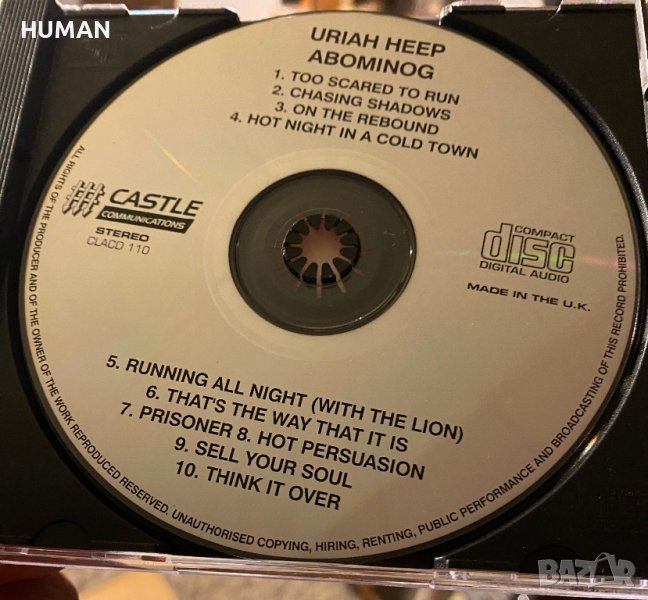 HUMAN
URIAH HEEP
ABOMINOG
1. TOO SCARED TO RUN
2. CHASING SHADOWS
3. ON THE REBOUND
4. HOT NIGHT IN A COLD TOWN
CASTLE
COMMUNICATIONS
STEREO
CLACD 110
COMPACT
disc
DIGITAL AUDIO
MADE IN THE U.K.
5. RUNNING ALL NIGHT (WITH THE LION)
6. THAT'S THE WAY THAT IT IS
7. PRISONER 8. HOT PERSUASION
9. SELL YOUR SOUL
10. THINK IT OVER
ALL RIGHTS OF THE PRODUCER AND OF THE OWNER OF THE WORK REPRODUCED RESERVED. UNAUTHORISED COPYING, HIRING, RENTING, PUBLIC PERFORMANCE AND BROADCASTING OF THIS RECORD PROHIBITED.
BAZAR